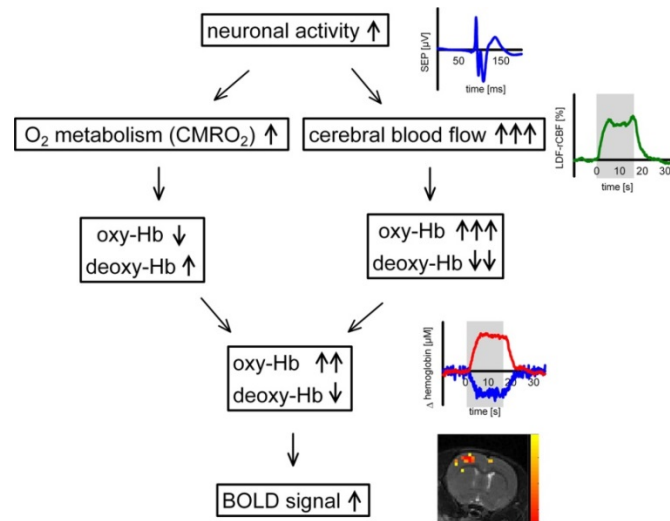 neuronal activity ↑
SEP [µV]
50 150
time [ms]
O₂ metabolism (CMRO₂) ↑
cerebral blood flow ↑↑↑
LDF-rCBF [%]
0 10 20 30
time [s]
oxy-Hb ↓
deoxy-Hb ↑
oxy-Hb ↑↑↑
deoxy-Hb ↓↓
oxy-Hb ↑↑
deoxy-Hb ↓
Δ hemoglobin [µM]
0 10 20 30
time [s]
BOLD signal ↑